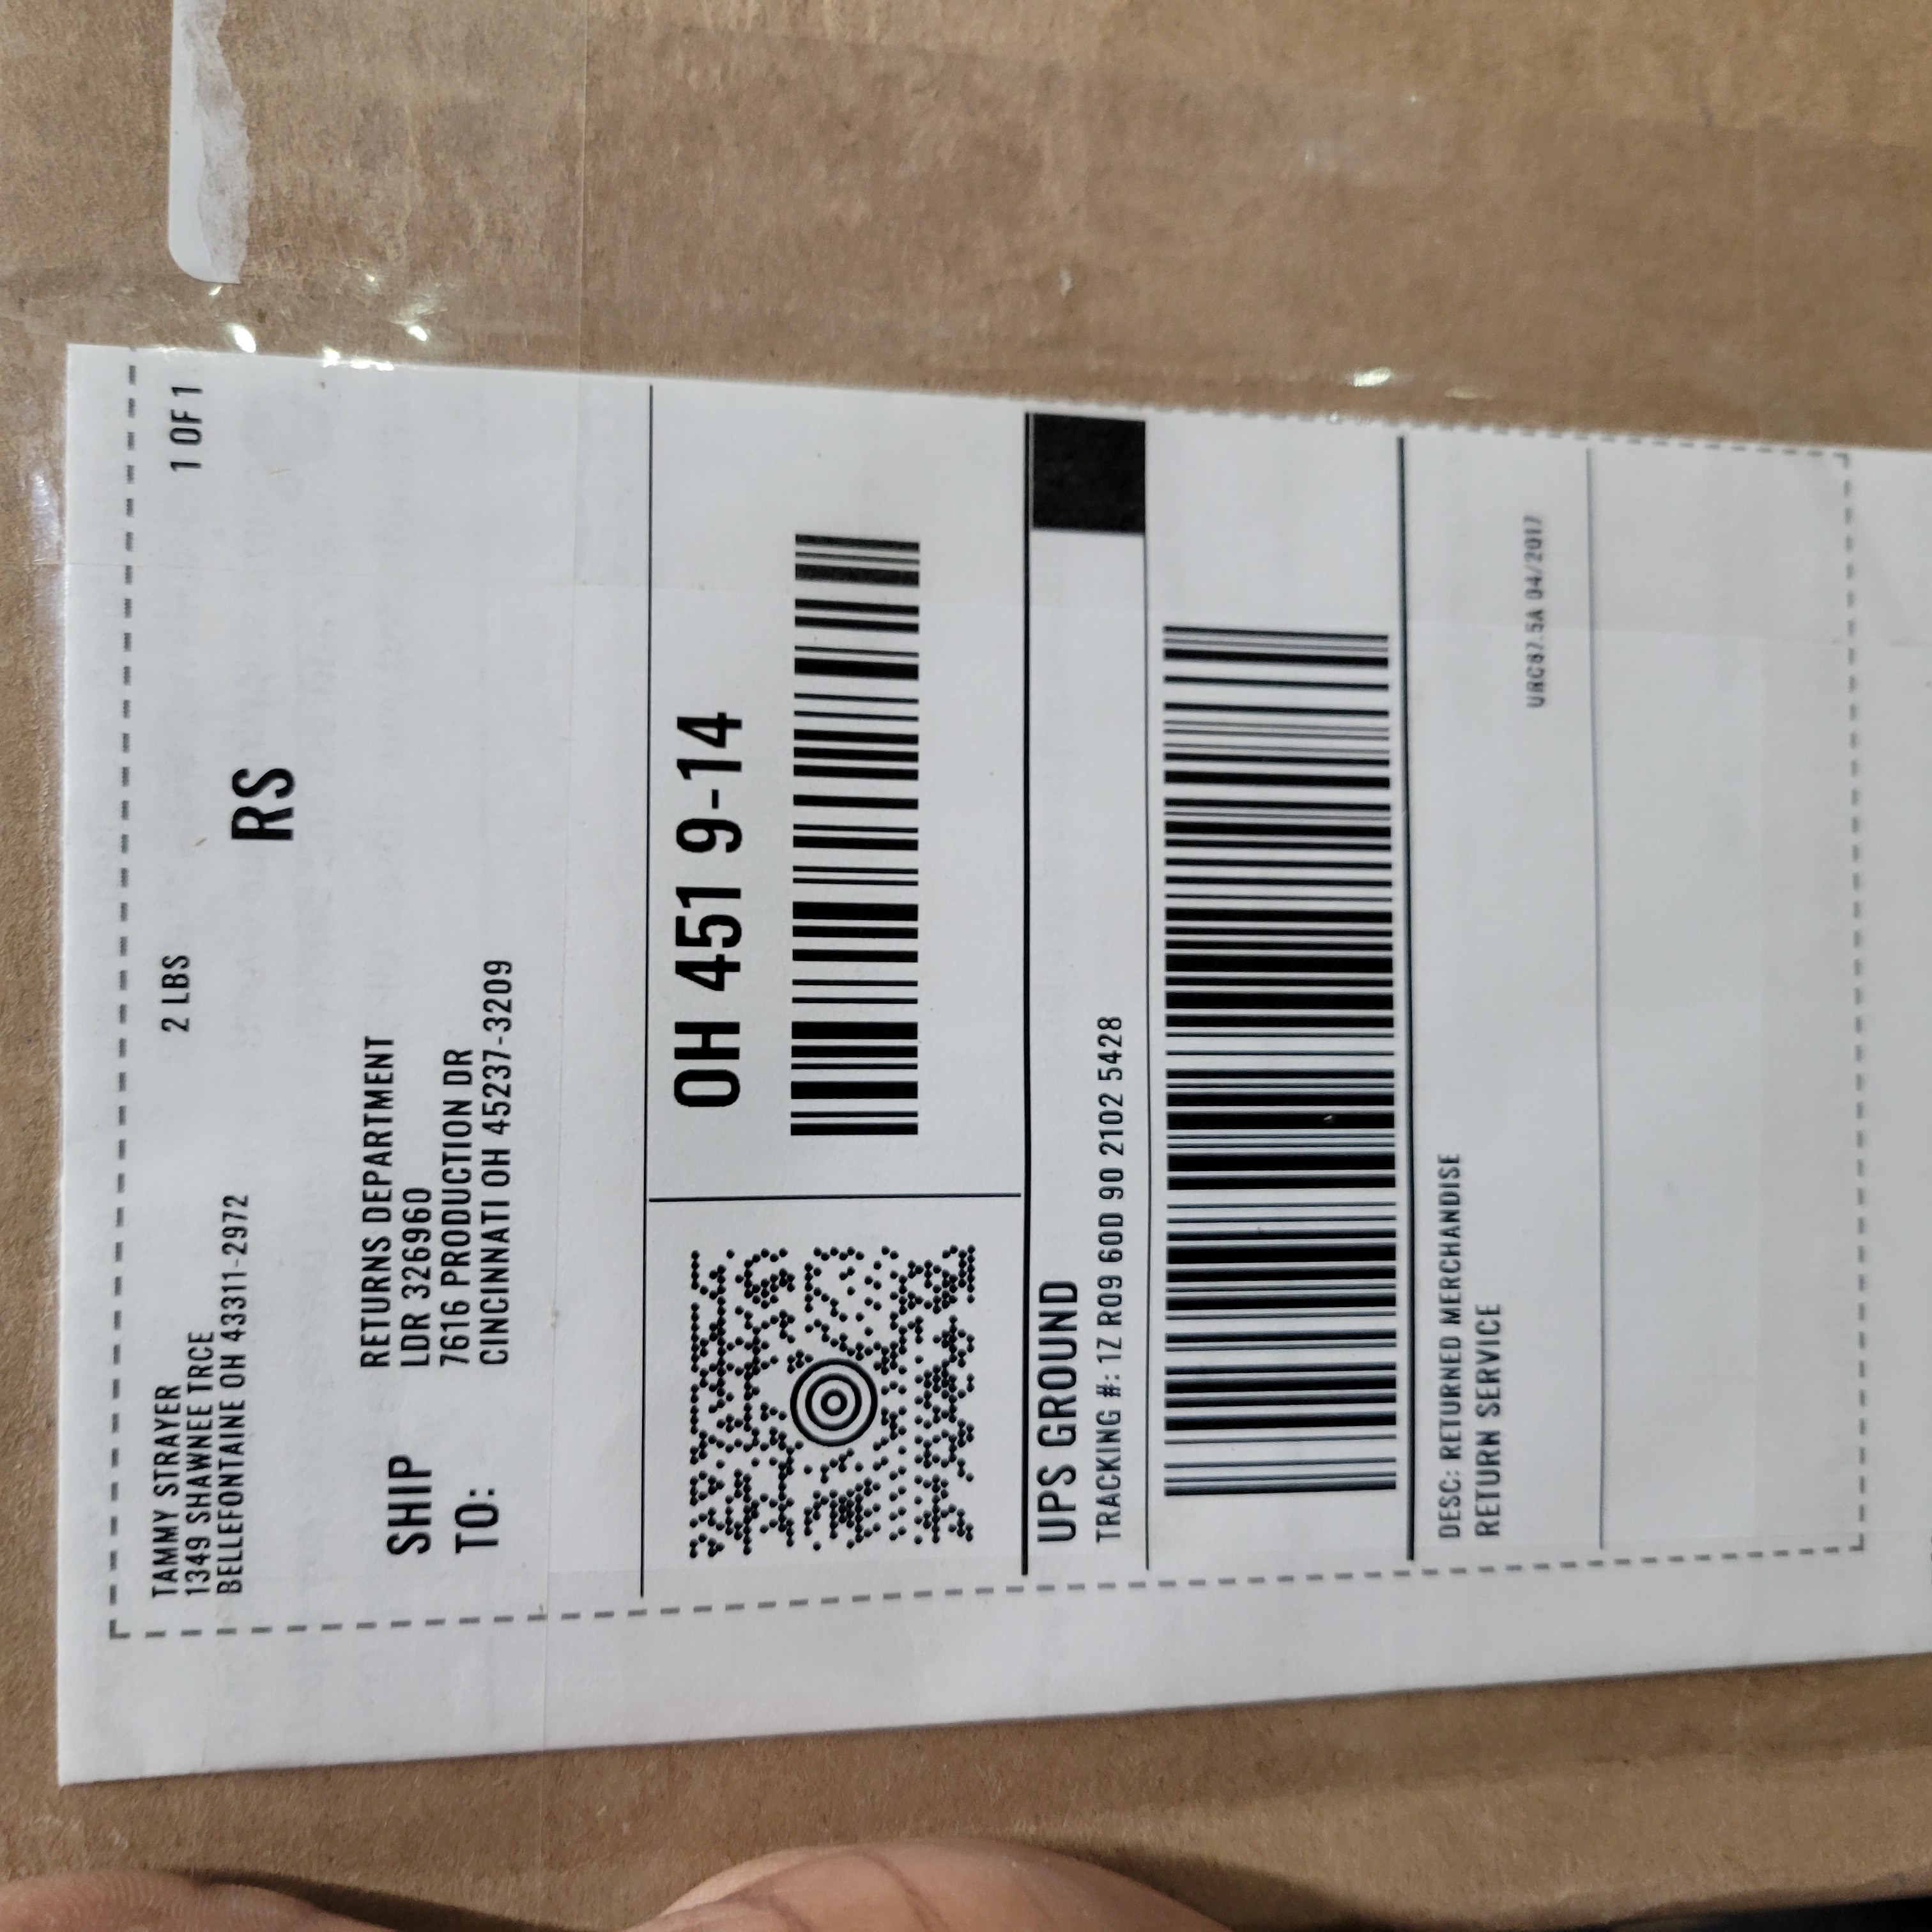 TAMMY STRAYER
1349 SHAWNEE TRCE
BELLEFONTAINE OH 43311-2972
2 LBS
1 OF 1
RS
SHIP
TO:
RETURNS DEPARTMENT
LDR 326960
7616 PRODUCTION DR
CINCINNATI OH 45237-3209
OH 451 9-14
UPS GROUND
TRACKING #: 1Z R09 60D 90 2102 5428
DESC: RETURNED MERCHANDISE
RETURN SERVICE
URC87.5A 04/2017